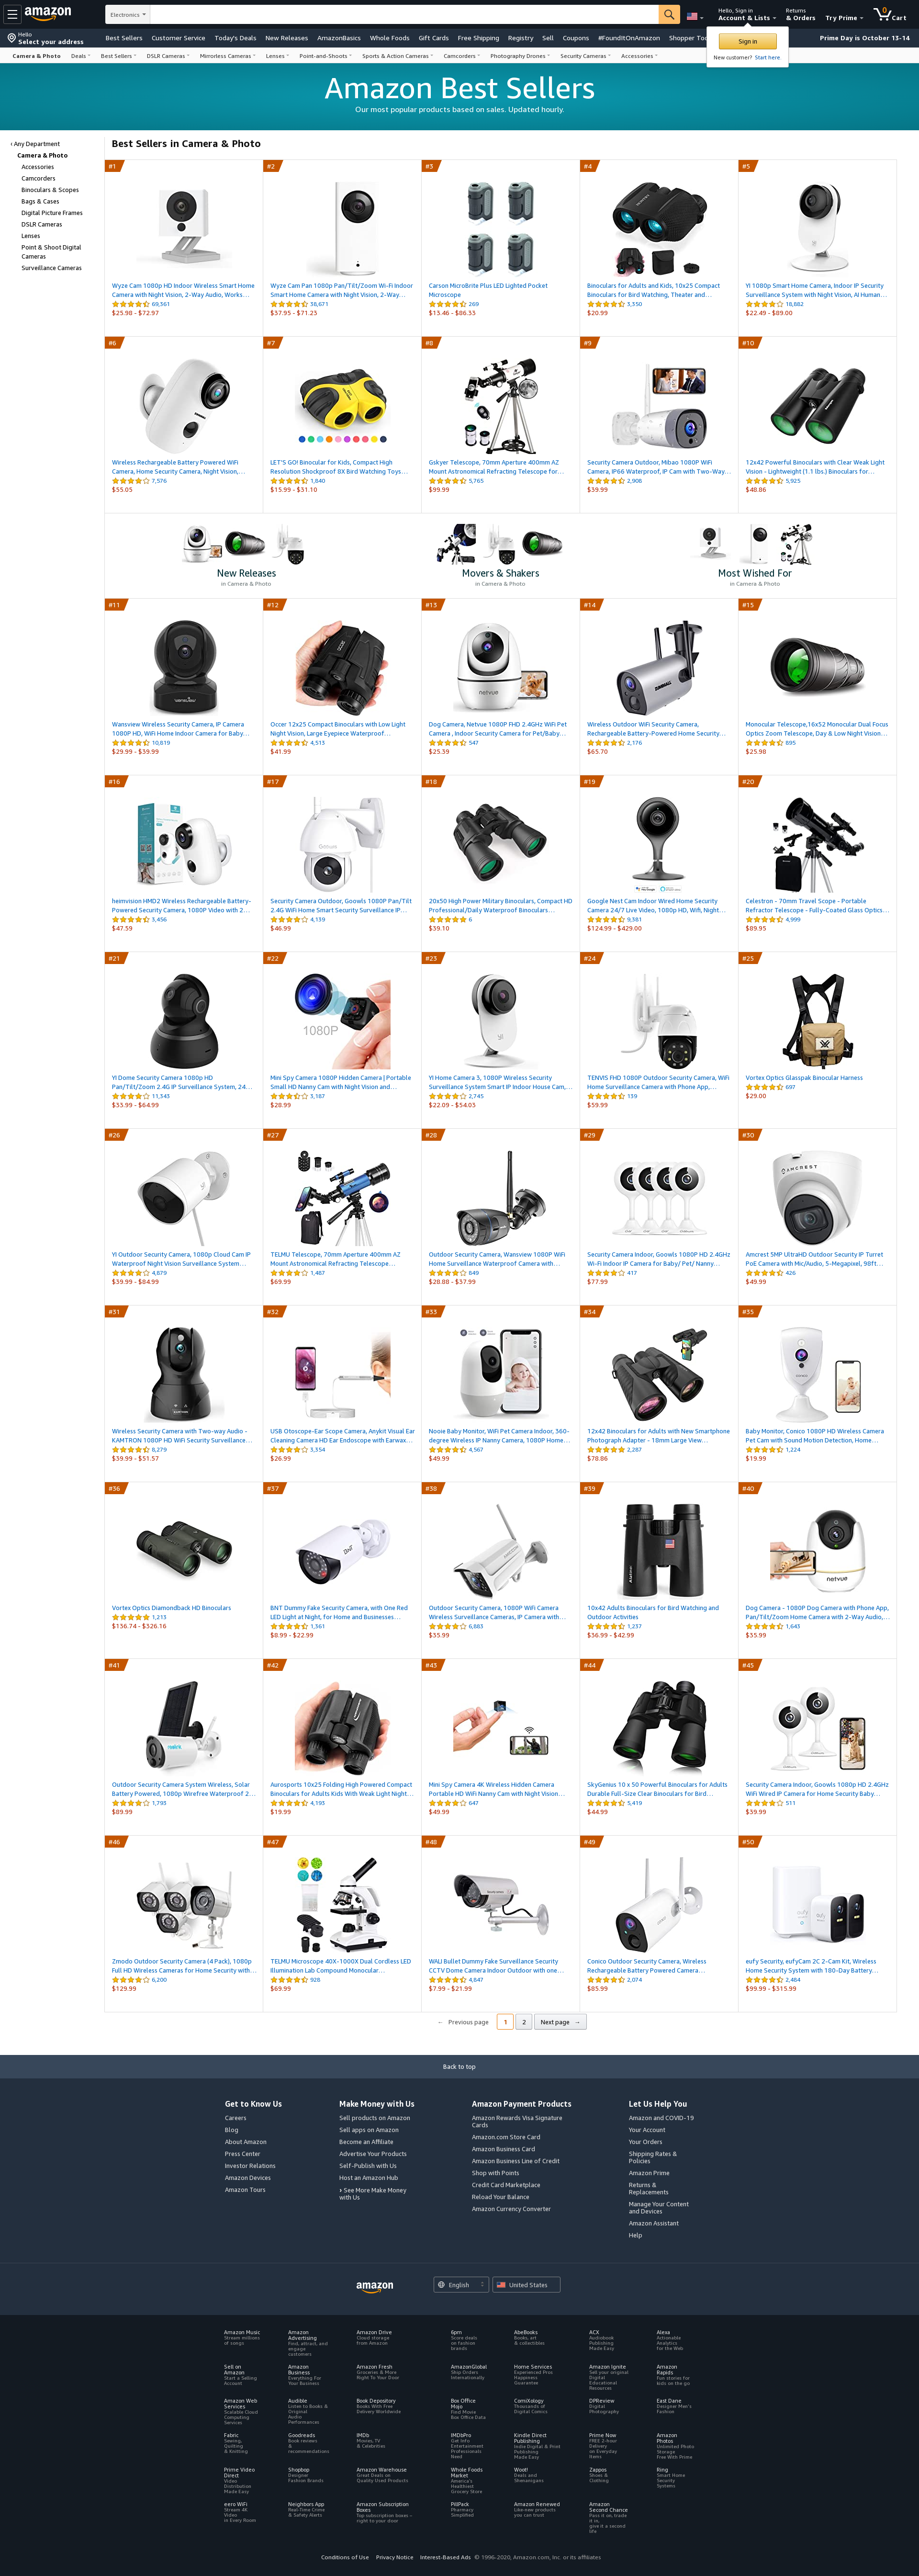 amazon
Electronics
Hello, Sign in
Account & Lists
Returns
& Orders
Try Prime
0
Cart
Hello
Select your address
Best Sellers
Customer Service
Today's Deals
New Releases
AmazonBasics
Whole Foods
Gift Cards
Free Shipping
Registry
Sell
Coupons
#FoundItOnAmazon
Shopper Too
Prime Day is October 13-14
Sign in
New customer? Start here.
Camera & Photo
Deals
Best Sellers
DSLR Cameras
Mirrorless Cameras
Lenses
Point-and-Shoots
Sports & Action Cameras
Camcorders
Photography Drones
Security Cameras
Accessories
Amazon Best Sellers
Our most popular products based on sales. Updated hourly.
‹ Any Department
Camera & Photo
Accessories
Camcorders
Binoculars & Scopes
Bags & Cases
Digital Picture Frames
DSLR Cameras
Lenses
Point & Shoot Digital
Cameras
Surveillance Cameras
Best Sellers in Camera & Photo
#1
Wyze Cam 1080p HD Indoor Wireless Smart Home
Camera with Night Vision, 2-Way Audio, Works…
69,361
$25.98 - $72.97
#2
Wyze Cam Pan 1080p Pan/Tilt/Zoom Wi-Fi Indoor
Smart Home Camera with Night Vision, 2-Way…
38,671
$37.95 - $71.23
#3
Carson MicroBrite Plus LED Lighted Pocket
Microscope
269
$13.46 - $86.33
#4
Binoculars for Adults and Kids, 10x25 Compact
Binoculars for Bird Watching, Theater and…
3,350
$20.99
#5
YI 1080p Smart Home Camera, Indoor IP Security
Surveillance System with Night Vision, AI Human…
18,882
$22.49 - $89.00
#6
Wireless Rechargeable Battery Powered WiFi
Camera, Home Security Camera, Night Vision,…
7,576
$55.05
#7
LET'S GO! Binocular for Kids, Compact High
Resolution Shockproof 8X Bird Watching Toys…
1,840
$15.99 - $31.10
#8
Gskyer Telescope, 70mm Aperture 400mm AZ
Mount Astronomical Refracting Telescope for…
5,765
$99.99
#9
Security Camera Outdoor, Mibao 1080P WiFi
Camera, IP66 Waterproof, IP Cam with Two-Way…
2,908
$39.99
#10
12x42 Powerful Binoculars with Clear Weak Light
Vision - Lightweight (1.1 lbs.) Binoculars for…
5,925
$48.86
New Releases
in Camera & Photo
Movers & Shakers
in Camera & Photo
Most Wished For
in Camera & Photo
#11
Wansview Wireless Security Camera, IP Camera
1080P HD, WiFi Home Indoor Camera for Baby…
10,619
$29.99 - $39.99
#12
Occer 12x25 Compact Binoculars with Low Light
Night Vision, Large Eyepiece Waterproof…
4,513
$41.99
#13
netvue
Dog Camera, Netvue 1080P FHD 2.4GHz WiFi Pet
Camera , Indoor Security Camera for Pet/Baby…
547
$25.39
#14
Wireless Outdoor WiFi Security Camera,
Rechargeable Battery-Powered Home Security…
2,176
$65.70
#15
Monocular Telescope,16x52 Monocular Dual Focus
Optics Zoom Telescope, Day & Low Night Vision…
895
$25.98
#16
heimvision HMD2 Wireless Rechargeable Battery-
Powered Security Camera, 1080P Video with 2…
3,456
$47.59
#17
Security Camera Outdoor, Goowls 1080P Pan/Tilt
2.4G WiFi Home Smart Security Surveillance IP…
4,139
$46.99
#18
20x50 High Power Military Binoculars, Compact HD
Professional/Daily Waterproof Binoculars…
6
$39.10
#19
Google Nest Cam Indoor Wired Home Security
Camera 24/7 Live Video, 1080p HD, Wifi, Night…
9,381
$124.99 - $429.00
#20
Celestron - 70mm Travel Scope - Portable
Refractor Telescope - Fully-Coated Glass Optics…
4,999
$89.95
#21
YI Dome Security Camera 1080p HD
Pan/Tilt/Zoom 2.4G IP Surveillance System, 24…
11,343
$33.99 - $64.99
#22
1080P
Mini Spy Camera 1080P Hidden Camera | Portable
Small HD Nanny Cam with Night Vision and…
3,187
$28.99
#23
YI Home Camera 3, 1080P Wireless Security
Surveillance System Smart IP Indoor House Cam,…
2,745
$22.09 - $54.03
#24
TENVIS FHD 1080P Outdoor Security Camera, WiFi
Home Surveillance Camera with Phone App,…
139
$59.99
#25
Vortex Optics Glasspak Binocular Harness
697
$29.00
#26
YI Outdoor Security Camera, 1080p Cloud Cam IP
Waterproof Night Vision Surveillance System…
4,879
$39.99 - $84.99
#27
TELMU Telescope, 70mm Aperture 400mm AZ
Mount Astronomical Refracting Telescope…
1,487
$69.99
#28
Outdoor Security Camera, Wansview 1080P WiFi
Home Surveillance Waterproof Camera with…
849
$28.88 - $37.99
#29
Security Camera Indoor, Goowls 1080P HD 2.4GHz
Wi-Fi Indoor IP Camera for Baby/ Pet/ Nanny…
417
$77.99
#30
AMCREST
Amcrest 5MP UltraHD Outdoor Security IP Turret
PoE Camera with Mic/Audio, 5-Megapixel, 98ft…
426
$49.99
#31
Wireless Security Camera with Two-way Audio -
KAMTRON 1080P HD WiFi Security Surveillance…
8,279
$39.99 - $51.57
#32
USB Otoscope-Ear Scope Camera, Anykit Visual Ear
Cleaning Camera HD Ear Endoscope with Earwax…
3,354
$26.99
#33
Nooie Baby Monitor, WiFi Pet Camera Indoor, 360-
degree Wireless IP Nanny Camera, 1080P Home…
4,567
$49.99
#34
12x42 Binoculars for Adults with New Smartphone
Photograph Adapter - 18mm Large View…
2,287
$78.86
#35
Baby Monitor, Conico 1080P HD Wireless Camera
Pet Cam with Sound Motion Detection, Home…
1,224
$19.99
#36
Vortex Optics Diamondback HD Binoculars
1,213
$136.74 - $326.16
#37
BNT Dummy Fake Security Camera, with One Red
LED Light at Night, for Home and Businesses…
1,361
$8.99 - $22.99
#38
Outdoor Security Camera, 1080P WiFi Camera
Wireless Surveillance Cameras, IP Camera with…
6,883
$35.99
#39
10x42 Adults Binoculars for Bird Watching and
Outdoor Activities
1,237
$36.99 - $42.99
#40
netvue
Dog Camera - 1080P Dog Camera with Phone App,
Pan/Tilt/Zoom Home Camera with 2-Way Audio,…
1,643
$35.99
#41
reolink
Outdoor Security Camera System Wireless, Solar
Battery Powered, 1080p Wirefree Waterproof 2…
1,793
$89.99
#42
Aurosports 10x25 Folding High Powered Compact
Binoculars for Adults Kids With Weak Light Night…
4,193
$19.99
#43
Mini Spy Camera 4K Wireless Hidden Camera
Portable HD WiFi Nanny Cam with Night Vision…
647
$49.99
#44
SkyGenius 10 x 50 Powerful Binoculars for Adults
Durable Full-Size Clear Binoculars for Bird…
5,419
$44.99
#45
Security Camera Indoor, Goowls 1080p HD 2.4GHz
WiFi Wired IP Camera for Home Security Baby…
511
$39.99
#46
Zmodo Outdoor Security Camera (4 Pack), 1080p
Full HD Wireless Cameras for Home Security with…
6,200
$129.99
#47
TELMU Microscope 40X-1000X Dual Cordless LED
Illumination Lab Compound Monocular…
928
$69.99
#48
WALI Bullet Dummy Fake Surveillance Security
CCTV Dome Camera Indoor Outdoor with one…
4,847
$7.99 - $21.99
#49
Conico Outdoor Security Camera, Wireless
Rechargeable Battery Powered Camera…
2,074
$85.99
#50
eufy Security, eufyCam 2C 2-Cam Kit, Wireless
Home Security System with 180-Day Battery…
2,484
$99.99 - $315.99
← Previous page 1 2 Next page →
Back to top
Get to Know Us
Careers
Blog
About Amazon
Press Center
Investor Relations
Amazon Devices
Amazon Tours
Make Money with Us
Sell products on Amazon
Sell apps on Amazon
Become an Affiliate
Advertise Your Products
Self-Publish with Us
Host an Amazon Hub
› See More Make Money
with Us
Amazon Payment Products
Amazon Rewards Visa Signature
Cards
Amazon.com Store Card
Amazon Business Card
Amazon Business Line of Credit
Shop with Points
Credit Card Marketplace
Reload Your Balance
Amazon Currency Converter
Let Us Help You
Amazon and COVID-19
Your Account
Your Orders
Shipping Rates &
Policies
Amazon Prime
Returns &
Replacements
Manage Your Content
and Devices
Amazon Assistant
Help
amazon
English
United States
Amazon Music
Stream millions
of songs
Amazon
Advertising
Find, attract, and
engage
customers
Amazon Drive
Cloud storage
from Amazon
6pm
Score deals
on fashion
brands
AbeBooks
Books, art
& collectibles
ACX
Audiobook
Publishing
Made Easy
Alexa
Actionable
Analytics
for the Web
Sell on
Amazon
Start a Selling
Account
Amazon
Business
Everything For
Your Business
Amazon Fresh
Groceries & More
Right To Your Door
AmazonGlobal
Ship Orders
Internationally
Home Services
Experienced Pros
Happiness
Guarantee
Amazon Ignite
Sell your original
Digital
Educational
Resources
Amazon
Rapids
Fun stories for
kids on the go
Amazon Web
Services
Scalable Cloud
Computing
Services
Audible
Listen to Books &
Original
Audio
Performances
Book Depository
Books With Free
Delivery Worldwide
Box Office
Mojo
Find Movie
Box Office Data
ComiXology
Thousands of
Digital Comics
DPReview
Digital
Photography
East Dane
Designer Men's
Fashion
Fabric
Sewing,
Quilting
& Knitting
Goodreads
Book reviews
&
recommendations
IMDb
Movies, TV
& Celebrities
IMDbPro
Get Info
Entertainment
Professionals
Need
Kindle Direct
Publishing
Indie Digital & Print
Publishing
Made Easy
Prime Now
FREE 2-hour
Delivery
on Everyday
Items
Amazon
Photos
Unlimited Photo
Storage
Free With Prime
Prime Video
Direct
Video
Distribution
Made Easy
Shopbop
Designer
Fashion Brands
Amazon Warehouse
Great Deals on
Quality Used Products
Whole Foods
Market
America's
Healthiest
Grocery Store
Woot!
Deals and
Shenanigans
Zappos
Shoes &
Clothing
Ring
Smart Home
Security
Systems
eero WiFi
Stream 4K
Video
in Every Room
Neighbors App
Real-Time Crime
& Safety Alerts
Amazon Subscription
Boxes
Top subscription boxes –
right to your door
PillPack
Pharmacy
Simplified
Amazon Renewed
Like-new products
you can trust
Amazon
Second Chance
Pass it on, trade
it in,
give it a second
life
Conditions of Use
Privacy Notice
Interest-Based Ads
© 1996-2020, Amazon.com, Inc. or its affiliates